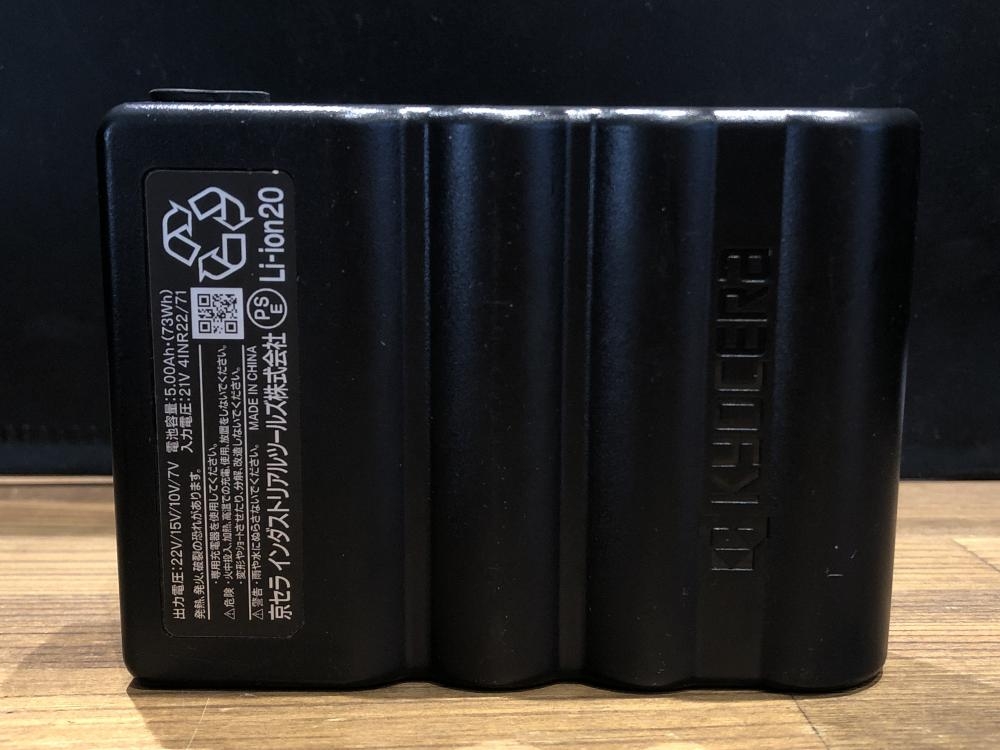 出力電圧:22V/15V/10V/7V 電池容量:5.00Ah・(73Wh)
入力電圧:21V 4INR22/71
発熱、発火、破裂の恐れがあります。
・専用充電器を使用してください。
⚠危険・火中投入、加熱、高温での充電、使用、放置をしないでください。
・変形やショートさせたり、分解、改造しないでください。
⚠警告・雨や水にぬらさないでください。 MADE IN CHINA
京セラ インダストリアルツールズ株式会社
PS
E
Li-ion20
KYOCERA